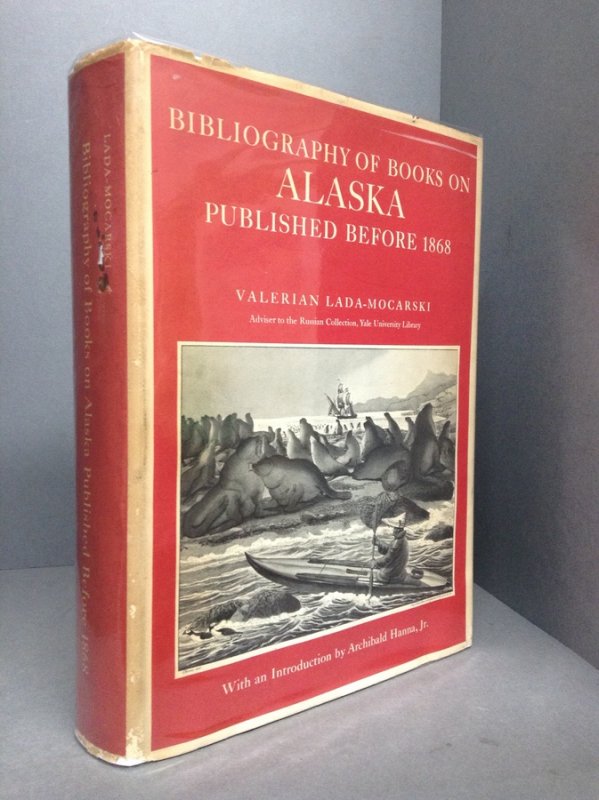 BIBLIOGRAPHY OF BOOKS ON
ALASKA
PUBLISHED BEFORE 1868
VALERIAN LADA-MOCARSKI
Adviser to the Russian Collection, Yale University Library
With an Introduction by Archibald Hanna, Jr.
LADA-MOCARSKI
Bibliography of Books on Alaska Published Before 1868